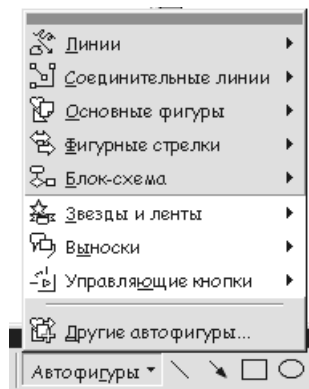 Линии
Соединительные линии
Основные фигуры
Фигурные стрелки
Блок-схема
Звезды и ленты
Выноски
Управляющие кнопки
Другие автофигуры...
Автофигуры